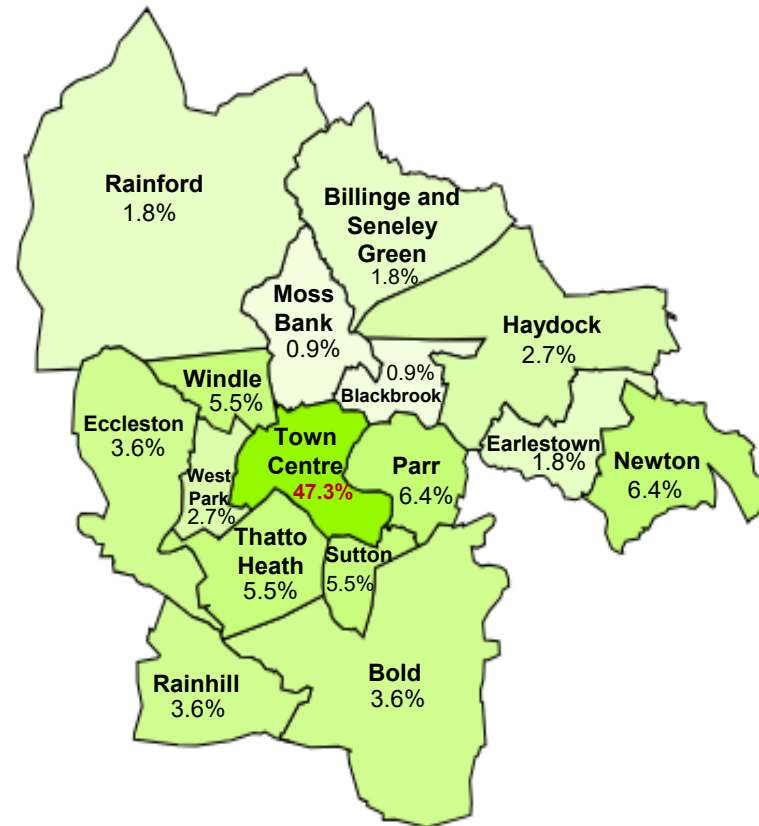 Rainford
1.8%
Billinge and
Seneley
Green
1.8%
Moss
Bank
0.9%
Haydock
2.7%
0.9%
Blackbrook
Windle
5.5%
Eccleston
3.6%
Town
Centre
47.3%
West
Park
2.7%
Parr
6.4%
Earlestown
1.8%
Newton
6.4%
Thatto
Heath
5.5%
Sutton
5.5%
Rainhill
3.6%
Bold
3.6%